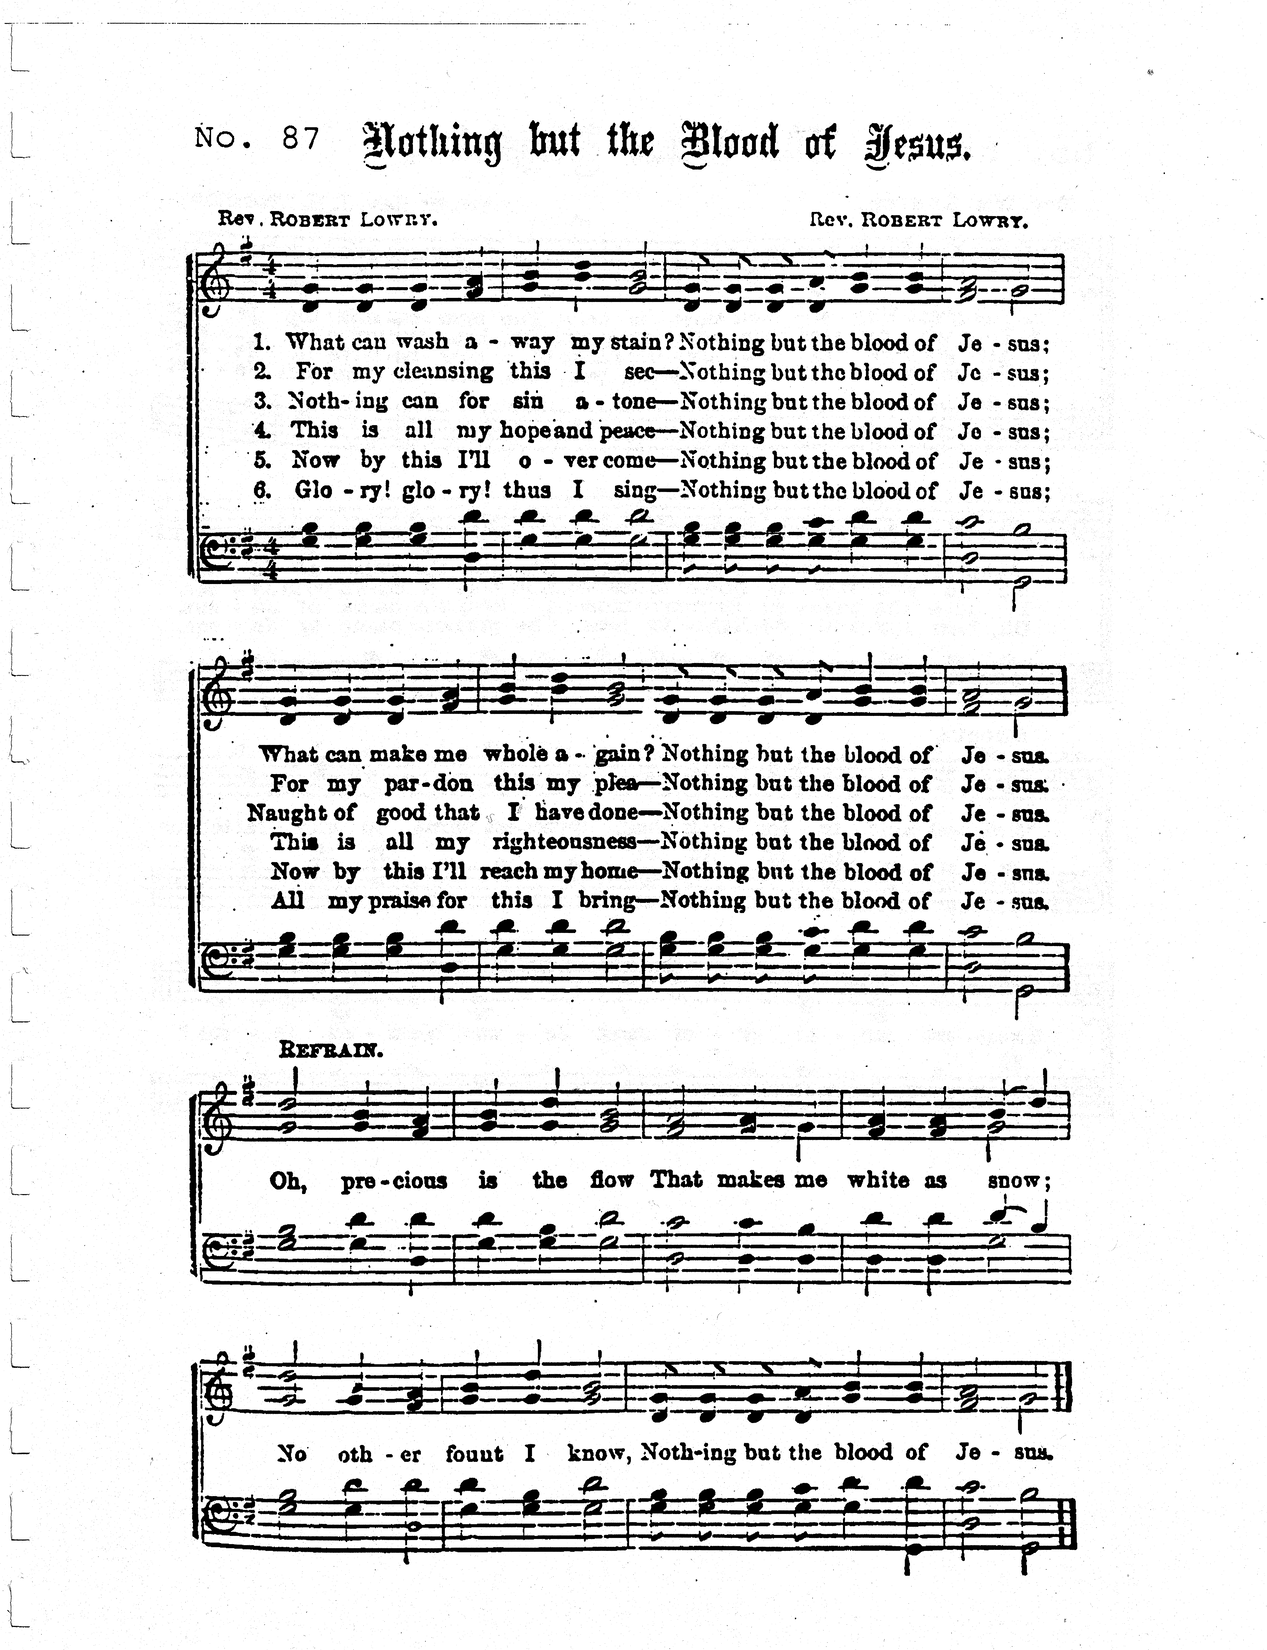 No. 87 Nothing but the Blood of Jesus.
Rev. ROBERT LOWRY. Rev. ROBERT LOWRY.
4 4
1. What can wash a - way my stain? Nothing but the blood of Je - sus;
2. For my cleansing this I see—Nothing but the blood of Je - sus;
3. Noth-ing can for sin a - tone—Nothing but the blood of Je - sus;
4. This is all my hope and peace—Nothing but the blood of Je - sus;
5. Now by this I'll o - vercome—Nothing but the blood of Je - sus;
6. Glo - ry! glo - ry! thus I sing—Nothing but the blood of Je - sus;
4 4
What can make me whole a - gain? Nothing but the blood of Je - sus.
For my par-don this my plea—Nothing but the blood of Je - sus.
Naught of good that I have done—Nothing but the blood of Je - sus.
This is all my righteousness—Nothing but the blood of Je - sus.
Now by this I'll reach my home—Nothing but the blood of Je - sus.
All my praise for this I bring—Nothing but the blood of Je - sus.
REFRAIN.
Oh, pre-cious is the flow That makes me white as snow;
No oth - er fount I know, Noth-ing but the blood of Je - sus.